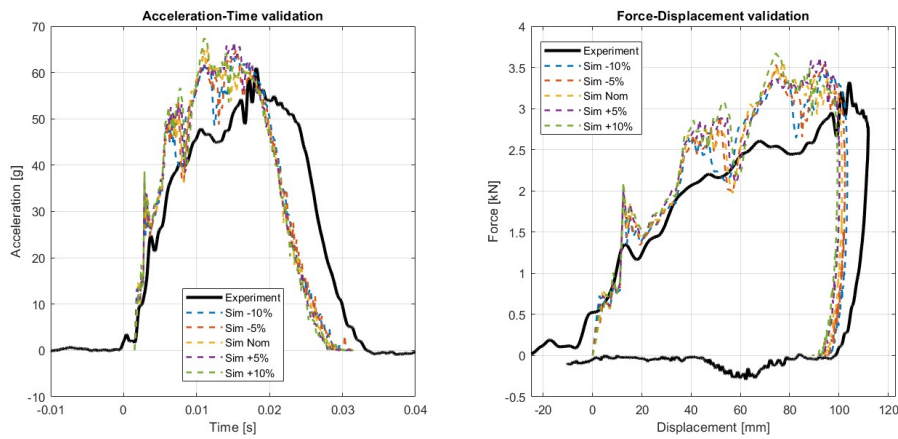 Acceleration-Time validation
70
60
50
40
30
20
10
0
-10
Acceleration [g]
Experiment
Sim -10%
Sim -5%
Sim Nom
Sim +5%
Sim +10%
-0.01
0
0.01
0.02
0.03
0.04
Time [s]
Force-Displacement validation
4
3.5
3
2.5
2
1.5
1
0.5
0
-0.5
Force [kN]
Experiment
Sim -10%
Sim -5%
Sim Nom
Sim +5%
Sim +10%
-20
0
20
40
60
80
100
120
Displacement [mm]